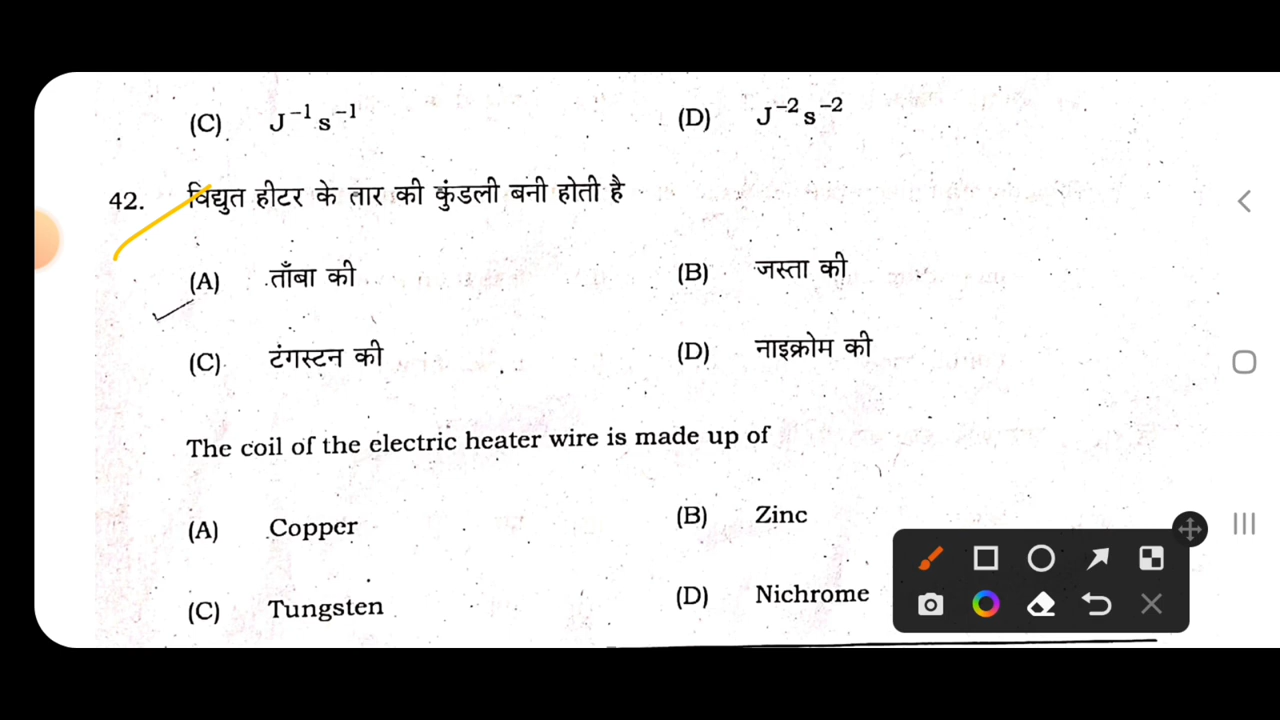 (C) J⁻¹ s⁻¹ (D) J⁻² s⁻²
42. विद्युत हीटर के तार की कुंडली बनी होती है
(A) ताँबा की (B) जस्ता की
(C) टंगस्टन की (D) नाइक्रोम की
The coil of the electric heater wire is made up of
(A) Copper (B) Zinc
(C) Tungsten (D) Nichrome